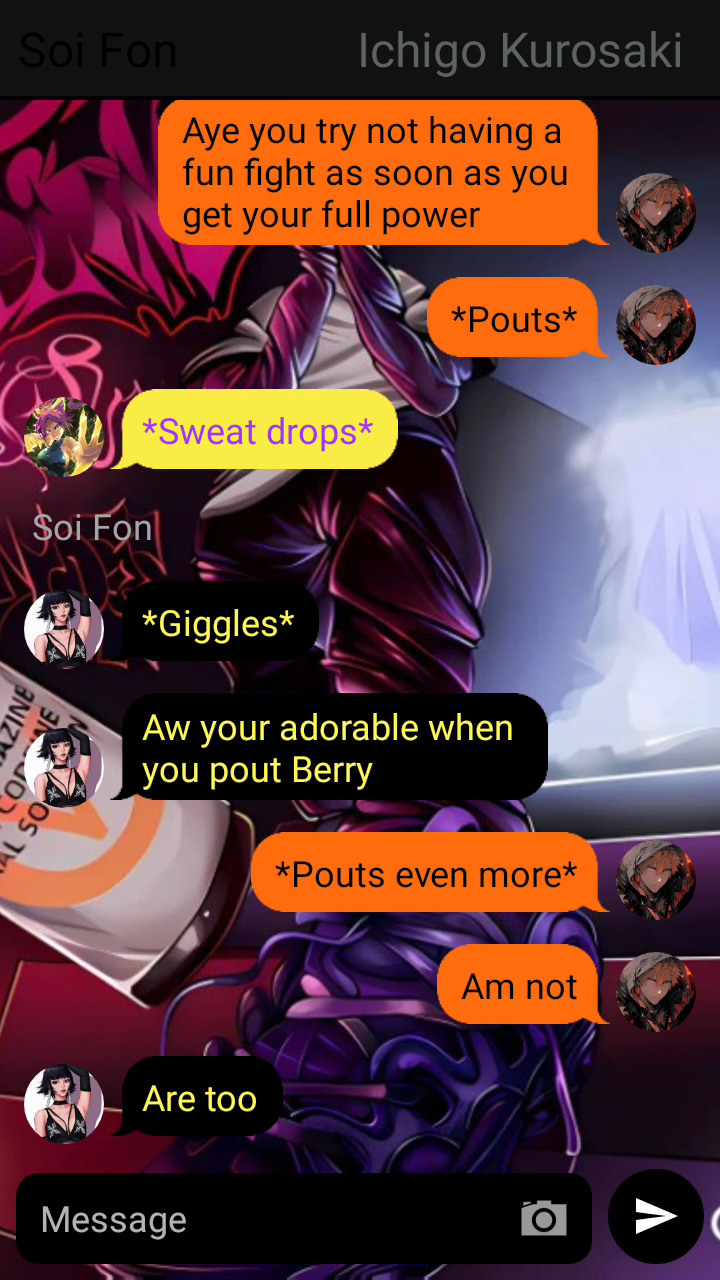 Soi Fon
Ichigo Kurosaki
Aye you try not having a
fun fight as soon as you
get your full power
*Pouts*
*Sweat drops*
Soi Fon
*Giggles*
Aw your adorable when
you pout Berry
*Pouts even more*
Am not
Are too
Message